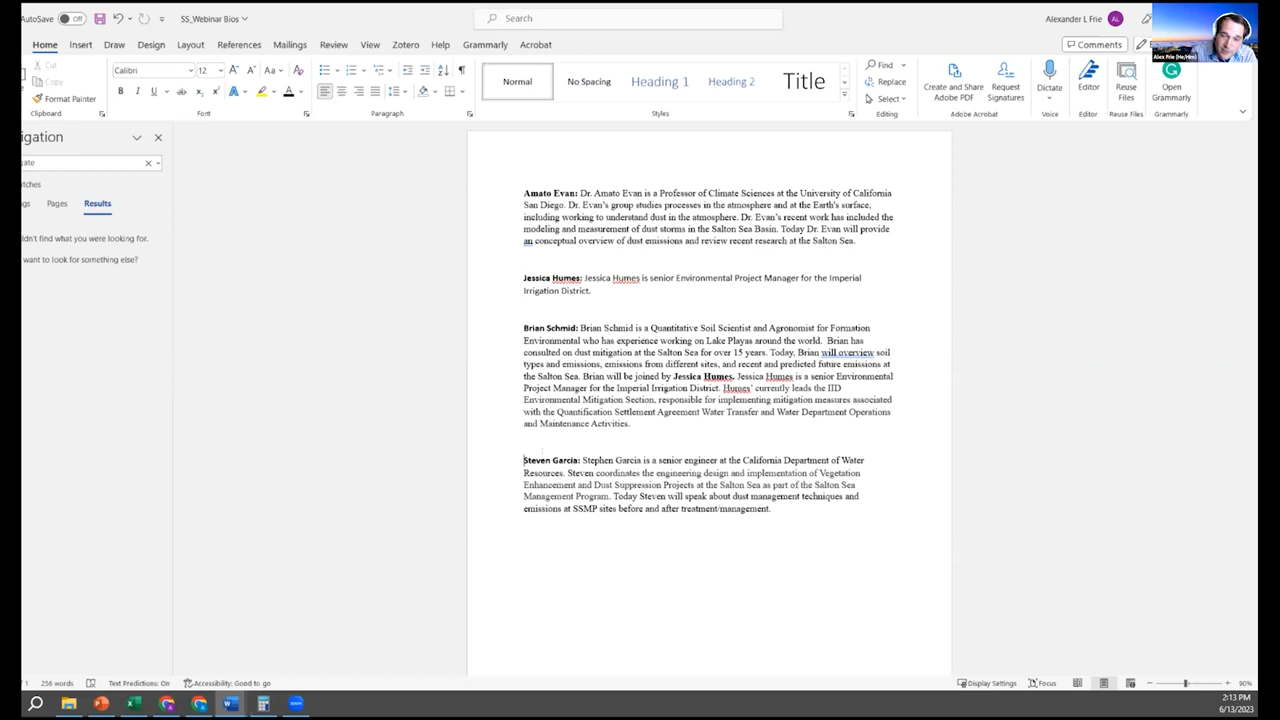 AutoSave Off SS_Webinar Bios Search Alexander L Frie AL
Home Insert Draw Design Layout References Mailings Review View Zotero Help Grammarly Acrobat Comments
Cut
Copy
Format Painter
Clipboard
Calibri 12
Font
Paragraph
Normal No Spacing Heading 1 Heading 2 Title
Styles
Find
Replace
Select
Editing
Create and Share Adobe PDF
Request Signatures
Adobe Acrobat
Dictate
Voice
Editor
Editor
Reuse Files
Reuse Files
Open Grammarly
Grammarly
Alex Frie (He/Him)
igation
gate
tches
gs Pages Results
ldn't find what you were looking for.
want to look for something else?
Amato Evan: Dr. Amato Evan is a Professor of Climate Sciences at the University of California
San Diego. Dr. Evan's group studies processes in the atmosphere and at the Earth's surface,
including working to understand dust in the atmosphere. Dr. Evan's recent work has included the
modeling and measurement of dust storms in the Salton Sea Basin. Today Dr. Evan will provide
an conceptual overview of dust emissions and review recent research at the Salton Sea.
Jessica Humes: Jessica Humes is senior Environmental Project Manager for the Imperial
Irrigation District.
Brian Schmid: Brian Schmid is a Quantitative Soil Scientist and Agronomist for Formation
Environmental who has experience working on Lake Playas around the world.  Brian has
consulted on dust mitigation at the Salton Sea for over 15 years. Today, Brian will overview soil
types and emissions, emissions from different sites, and recent and predicted future emissions at
the Salton Sea. Brian will be joined by Jessica Humes. Jessica Humes is a senior Environmental
Project Manager for the Imperial Irrigation District. Humes' currently leads the IID
Environmental Mitigation Section, responsible for implementing mitigation measures associated
with the Quantification Settlement Agreement Water Transfer and Water Department Operations
and Maintenance Activities.
Steven Garcia: Stephen Garcia is a senior engineer at the California Department of Water
Resources. Steven coordinates the engineering design and implementation of Vegetation
Enhancement and Dust Suppression Projects at the Salton Sea as part of the Salton Sea
Management Program. Today Steven will speak about dust management techniques and
emissions at SSMP sites before and after treatment/management.
1 256 words Text Predictions: On Accessibility: Good to go Display Settings Focus 90%
2:13 PM
6/13/2023